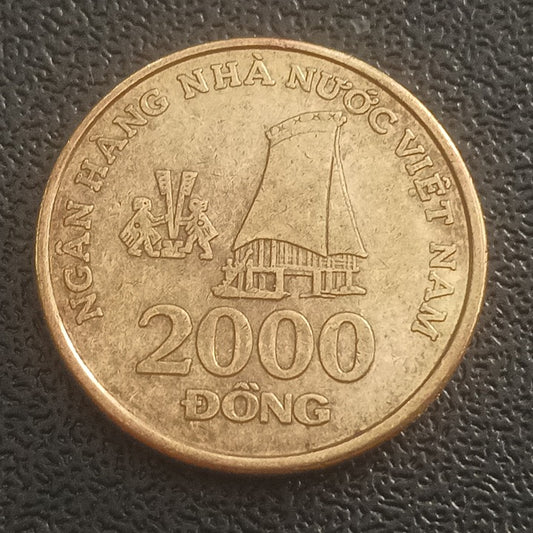 NGÂN HÀNG NHÀ NƯỚC VIỆT NAM
2000
ĐỒNG